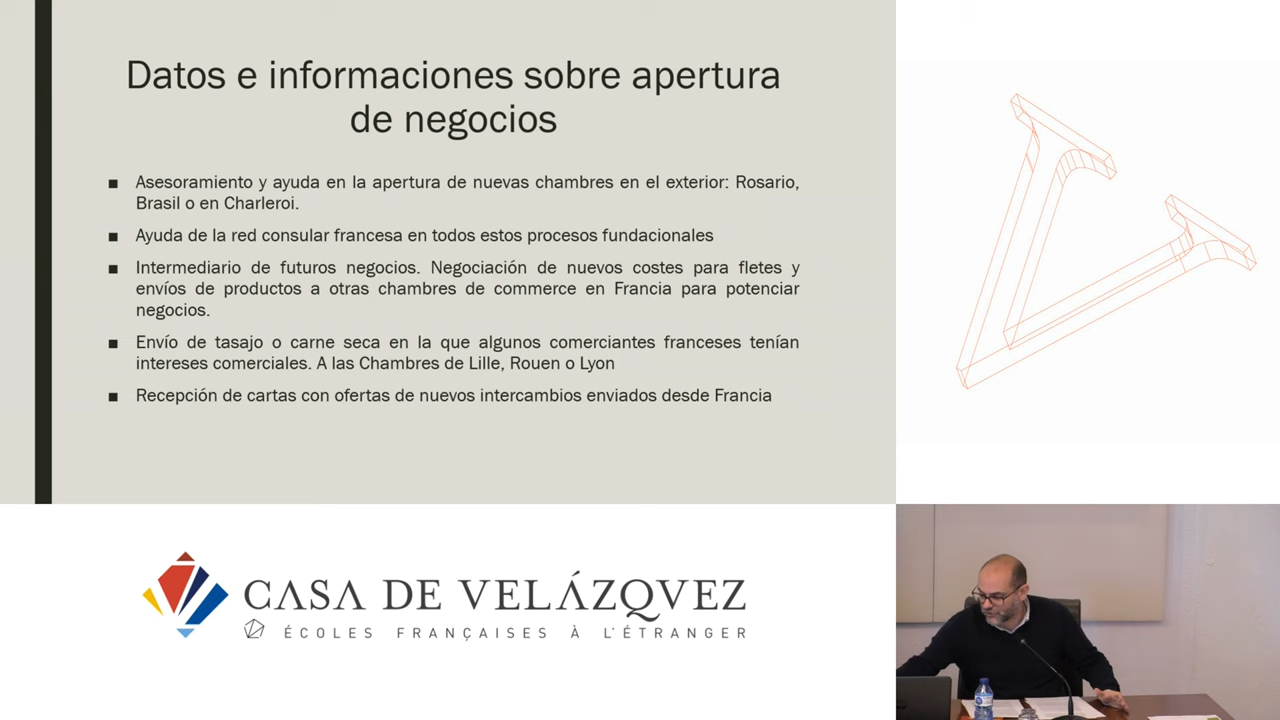 Datos e informaciones sobre apertura
de negocios
■ Asesoramiento y ayuda en la apertura de nuevas chambres en el exterior: Rosario,
Brasil o en Charleroi.
■ Ayuda de la red consular francesa en todos estos procesos fundacionales
■ Intermediario de futuros negocios. Negociación de nuevos costes para fletes y
envíos de productos a otras chambres de commerce en Francia para potenciar
negocios.
■ Envío de tasajo o carne seca en la que algunos comerciantes franceses tenían
intereses comerciales. A las Chambres de Lille, Rouen o Lyon
■ Recepción de cartas con ofertas de nuevos intercambios enviados desde Francia
CASA DE VELÁZQVEZ
ÉCOLES FRANÇAISES À L'ÉTRANGER